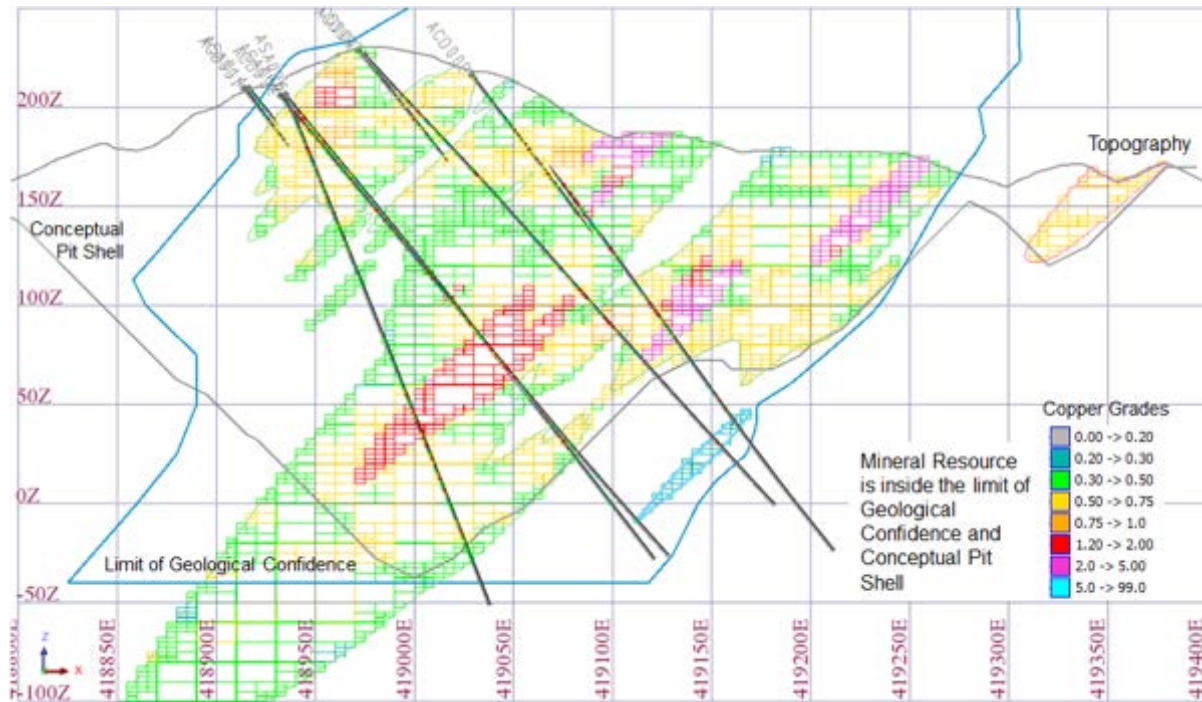 200Z
150Z
100Z
50Z
0Z
-50Z
-100Z
Topography
Conceptual
Pit Shell
Limit of Geological Confidence
Mineral Resource
is inside the limit of
Geological
Confidence and
Conceptual Pit
Shell
Copper Grades
0.00 -> 0.20
0.20 -> 0.30
0.30 -> 0.50
0.50 -> 0.75
0.75 -> 1.0
1.20 -> 2.00
2.0 -> 5.00
5.0 -> 99.0
z
x
418850E
418900E
418950E
419000E
419050E
419100E
419150E
419200E
419250E
419300E
419350E
419400E